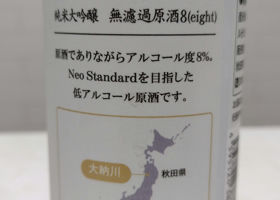 純米大吟醸 無濾過原酒8(eight)
原酒でありながらアルコール度8%。
Neo Standardを目指した
低アルコール原酒です。
大納川
秋田県